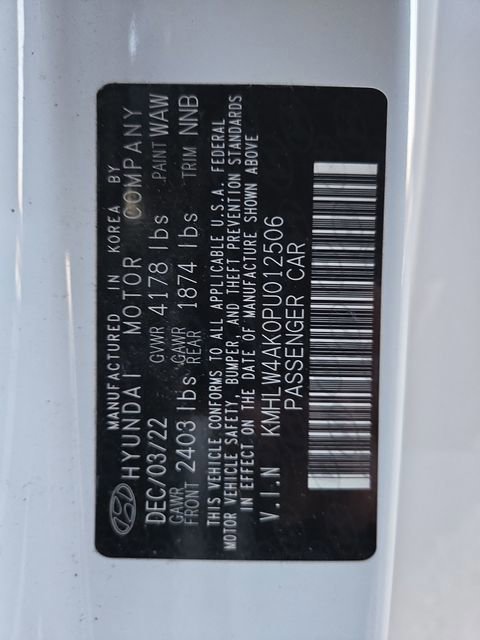 MANUFACTURED IN KOREA BY
HYUNDAI MOTOR COMPANY
DEC/03/22 GVWR 4178 lbs PAINT WAW
GAWR FRONT 2403 lbs GAWR REAR 1874 lbs TRIM NNB
THIS VEHICLE CONFORMS TO ALL APPLICABLE U.S.A. FEDERAL
MOTOR VEHICLE SAFETY, BUMPER, AND THEFT PREVENTION STANDARDS
IN EFFECT ON THE DATE OF MANUFACTURE SHOWN ABOVE
V.I.N KMHLW4AK0PU012506
PASSENGER CAR